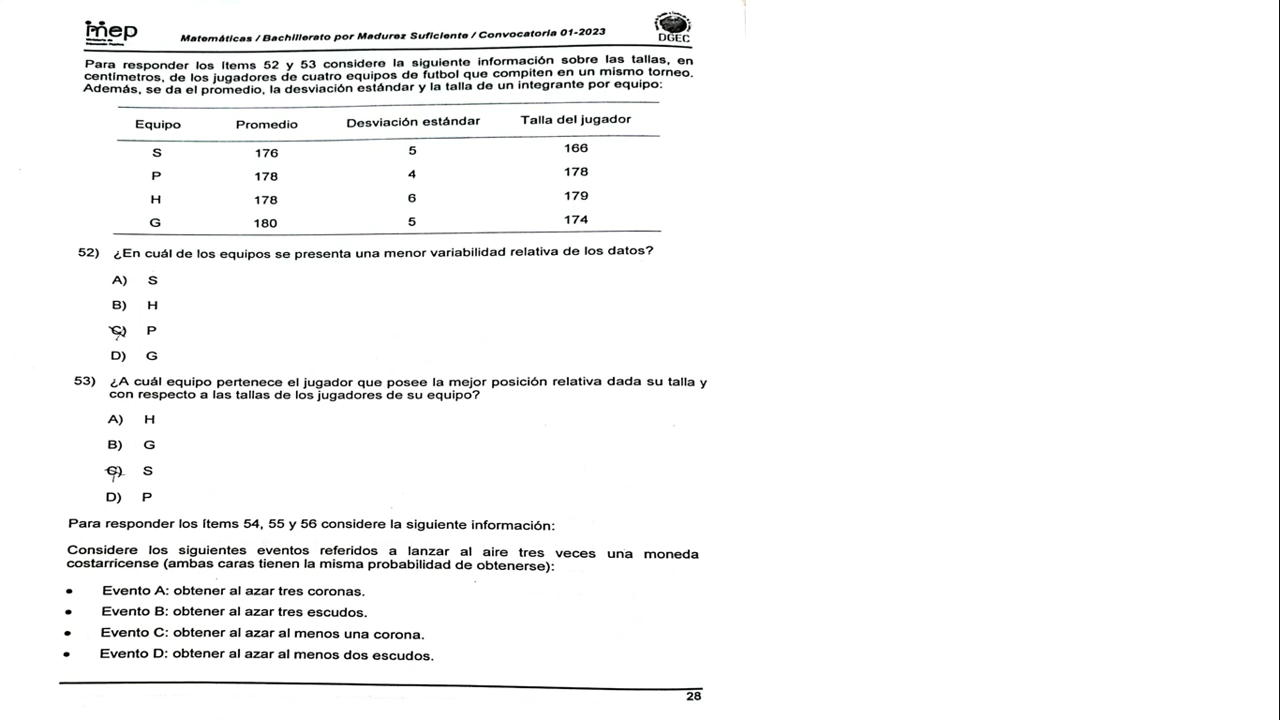 mep
Matemáticas / Bachillerato por Madurez Suficiente / Convocatoria 01-2023
DGEC
Para responder los ítems 52 y 53 considere la siguiente información sobre las tallas, en
centímetros, de los jugadores de cuatro equipos de futbol que compiten en un mismo torneo.
Además, se da el promedio, la desviación estándar y la talla de un integrante por equipo:
Equipo Promedio Desviación estándar Talla del jugador
S 176 5 166
P 178 4 178
H 178 6 179
G 180 5 174
52) ¿En cuál de los equipos se presenta una menor variabilidad relativa de los datos?
A) S
B) H
C) P
D) G
53) ¿A cuál equipo pertenece el jugador que posee la mejor posición relativa dada su talla y
con respecto a las tallas de los jugadores de su equipo?
A) H
B) G
C) S
D) P
Para responder los ítems 54, 55 y 56 considere la siguiente información:
Considere los siguientes eventos referidos a lanzar al aire tres veces una moneda
costarricense (ambas caras tienen la misma probabilidad de obtenerse):
• Evento A: obtener al azar tres coronas.
• Evento B: obtener al azar tres escudos.
• Evento C: obtener al azar al menos una corona.
• Evento D: obtener al azar al menos dos escudos.
28